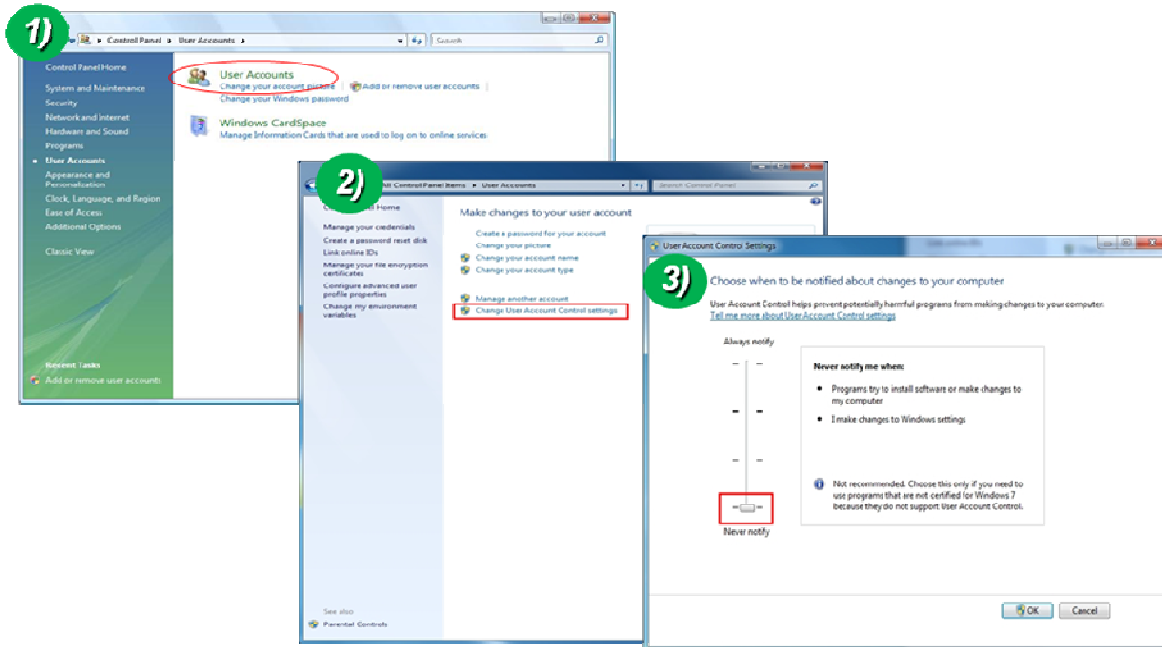 1)
Control Panel ▸ User Accounts ▸
Search
Control Panel Home
System and Maintenance
Security
Network and Internet
Hardware and Sound
Programs
User Accounts
Appearance and
Personalization
Clock, Language, and Region
Ease of Access
Additional Options
Classic View
Recent Tasks
Add or remove user accounts
User Accounts
Change your account picture
Add or remove user accounts
Change your Windows password
Windows CardSpace
Manage Information Cards that are used to log on to online services
2)
All Control Panel Items ▸ User Accounts
Search Control Panel
Home
Manage your credentials
Create a password reset disk
Link online IDs
Manage your file encryption
certificates
Configure advanced user
profile properties
Change my environment
variables
See also
Parental Controls
Make changes to your user account
Create a password for your account
Change your picture
Change your account name
Change your account type
Manage another account
Change User Account Control settings
3)
User Account Control Settings
Choose when to be notified about changes to your computer
User Account Control helps prevent potentially harmful programs from making changes to your computer.
Tell me more about User Account Control settings
Always notify
Never notify
Never notify me when:
• Programs try to install software or make changes to
my computer
• I make changes to Windows settings
Not recommended. Choose this only if you need to
use programs that are not certified for Windows 7
because they do not support User Account Control.
OK
Cancel